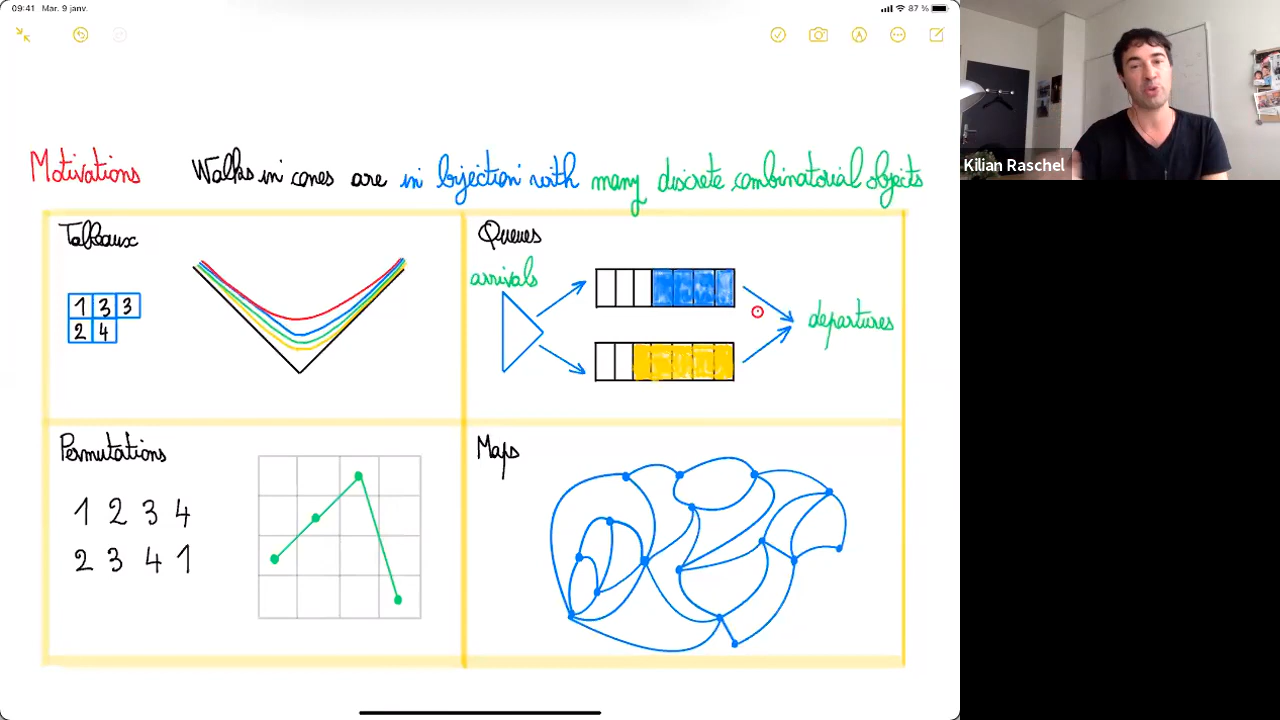 09:41 Mar. 9 janv.
87 %
Kilian Raschel
Motivations Walks in cones are in bijection with many discrete combinatorial objects
Tableaux
1 3 3
2 4
Queues
arrivals
departures
Permutations
1 2 3 4
2 3 4 1
Maps